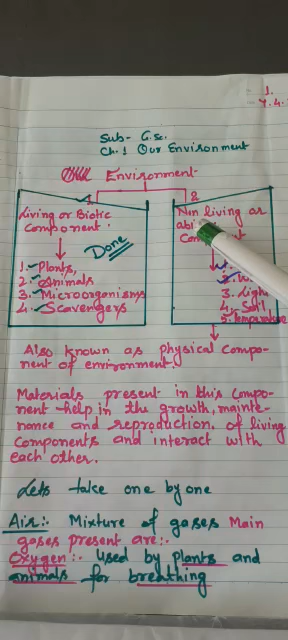 1.
7.4.
Sub- G.Sc.
Ch.1 Our Environment
Environment
1
2
Living or Biotic
Component
Done
1. Plants,
2. Animals
3. Microorganisms
4. Scavengers
Non living or
abi
Com t
1.
2.
3. Light
4. Soil
5. Temperature
Also known as physical compo-
nent of environment.
Materials present in this compo-
nent help in the growth, mainte-
nance and reproduction of living
components and interact with
each other.
Lets take one by one
Air:- Mixture of gases Main
gases present are:-
Oxygen:- Used by plants and
animals for breathing